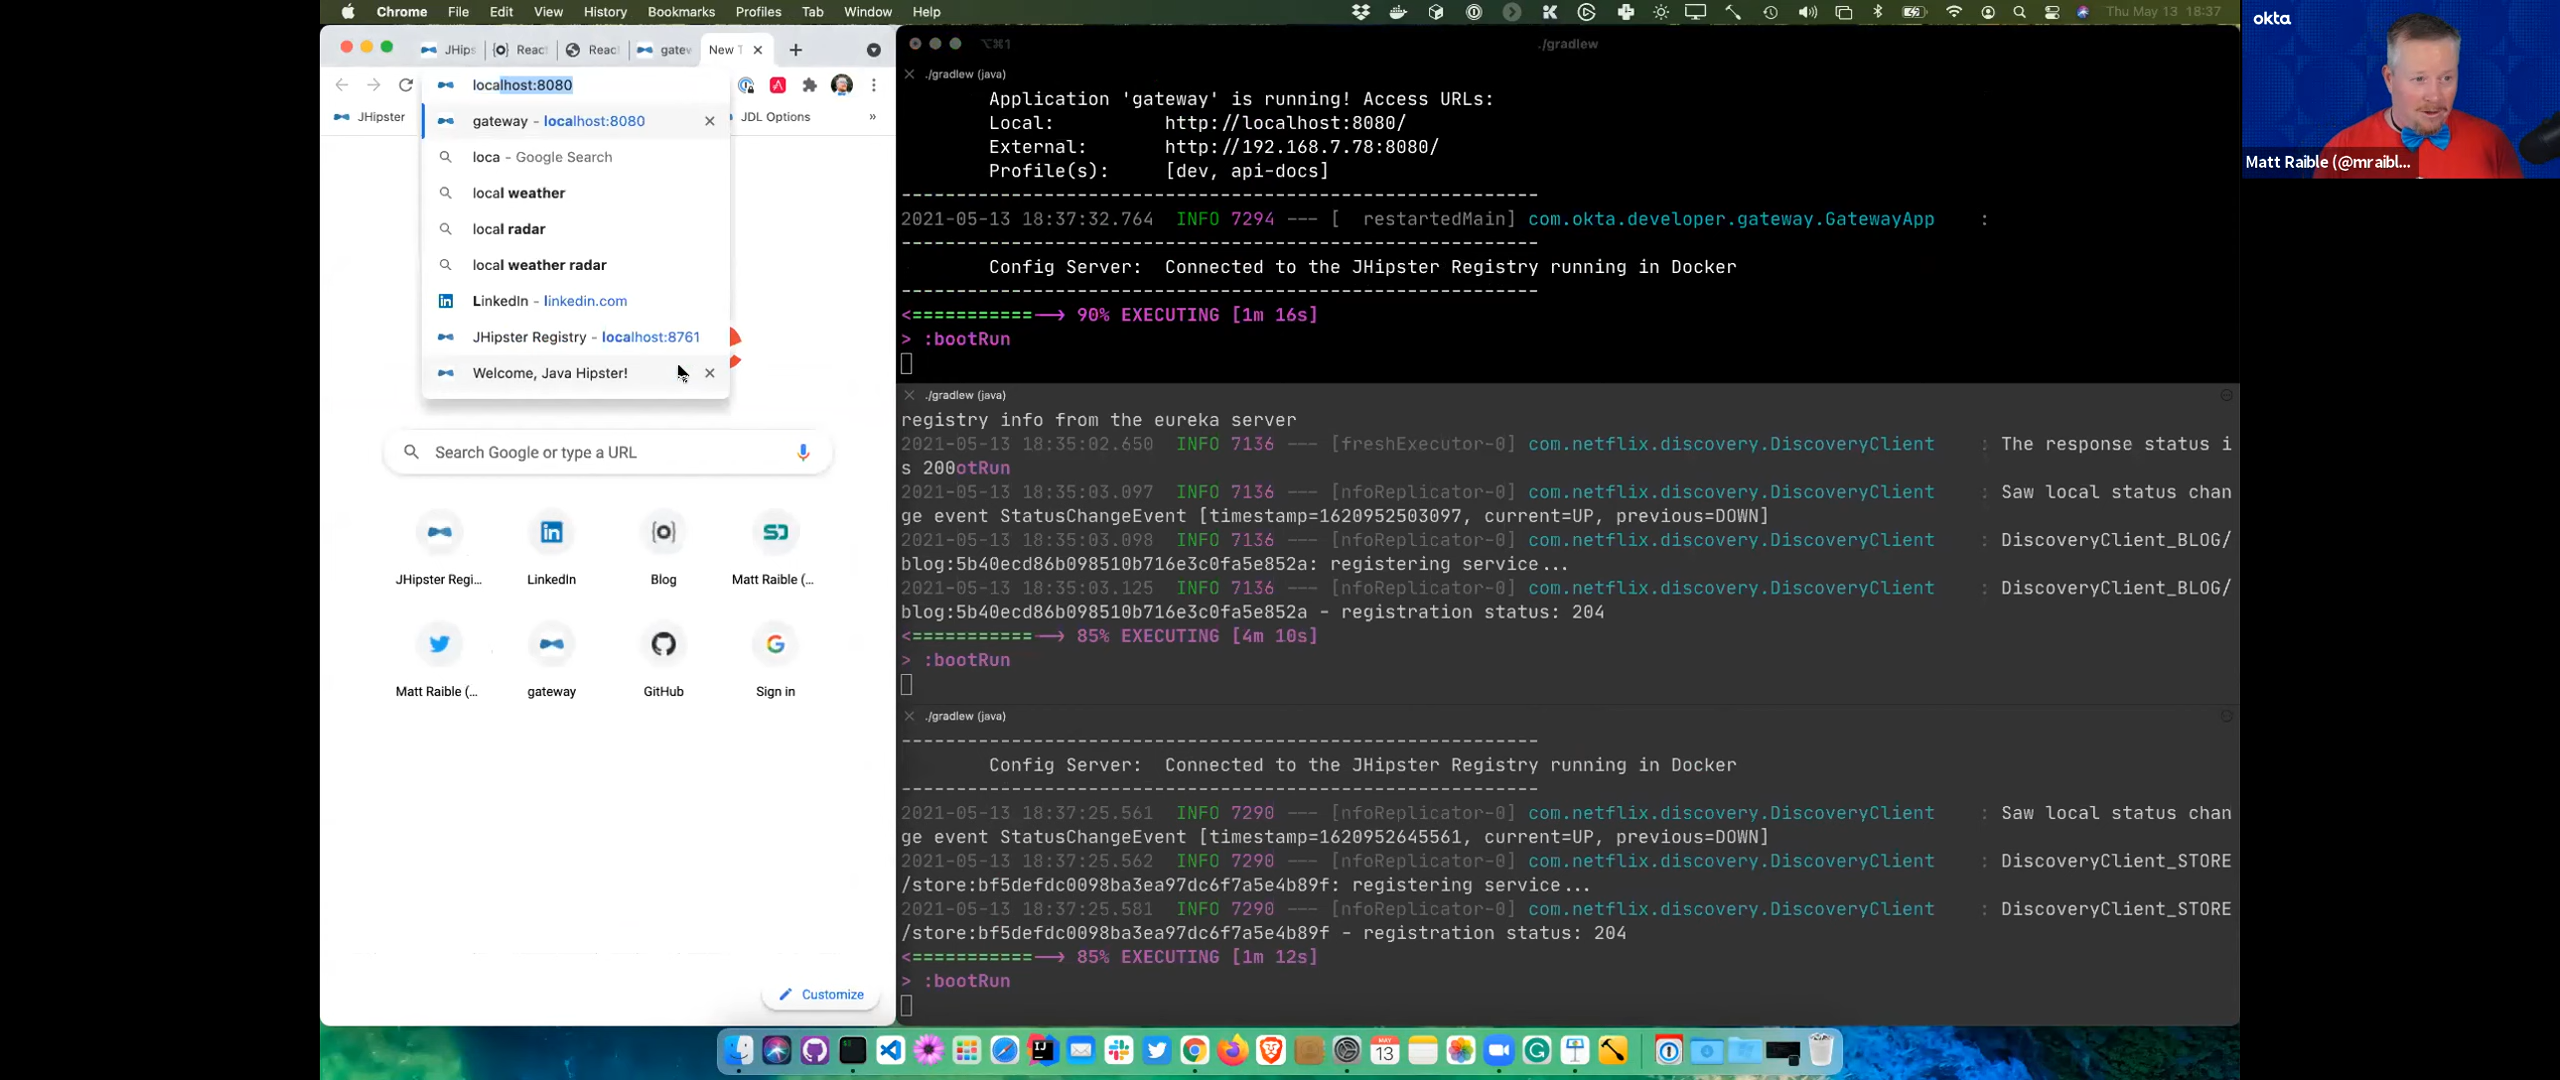 Chrome File Edit View History Bookmarks Profiles Tab Window Help
Thu May 13 18:37
okta
Matt Raible (@mraibl...
JHips
Reac
Reac
gatew
New T
localhost:8080
JHipster
JDL Options
»
gateway - localhost:8080
loca - Google Search
local weather
local radar
local weather radar
LinkedIn - linkedin.com
JHipster Registry - localhost:8761
Welcome, Java Hipster!
Search Google or type a URL
JHipster Regi...
LinkedIn
Blog
Matt Raible (...
Matt Raible (...
gateway
GitHub
Sign in
Customize
⌥⌘1
./gradlew
./gradlew (java)
Application 'gateway' is running! Access URLs:
Local: http://localhost:8080/
External: http://192.168.7.78:8080/
Profile(s): [dev, api-docs]
----------------------------------------------------------
2021-05-13 18:37:32.764 INFO 7294 --- [ restartedMain] com.okta.developer.gateway.GatewayApp :
----------------------------------------------------------
Config Server: Connected to the JHipster Registry running in Docker
----------------------------------------------------------
<===========--> 90% EXECUTING [1m 16s]
> :bootRun
./gradlew (java)
registry info from the eureka server
2021-05-13 18:35:02.650 INFO 7136 --- [freshExecutor-0] com.netflix.discovery.DiscoveryClient : The response status i
s 200otRun
2021-05-13 18:35:03.097 INFO 7136 --- [nfoReplicator-0] com.netflix.discovery.DiscoveryClient : Saw local status chan
ge event StatusChangeEvent [timestamp=1620952503097, current=UP, previous=DOWN]
2021-05-13 18:35:03.098 INFO 7136 --- [nfoReplicator-0] com.netflix.discovery.DiscoveryClient : DiscoveryClient_BLOG/
blog:5b40ecd86b098510b716e3c0fa5e852a: registering service...
2021-05-13 18:35:03.125 INFO 7136 --- [nfoReplicator-0] com.netflix.discovery.DiscoveryClient : DiscoveryClient_BLOG/
blog:5b40ecd86b098510b716e3c0fa5e852a - registration status: 204
<===========--> 85% EXECUTING [4m 10s]
> :bootRun
./gradlew (java)
----------------------------------------------------------
Config Server: Connected to the JHipster Registry running in Docker
----------------------------------------------------------
2021-05-13 18:37:25.561 INFO 7290 --- [nfoReplicator-0] com.netflix.discovery.DiscoveryClient : Saw local status chan
ge event StatusChangeEvent [timestamp=1620952645561, current=UP, previous=DOWN]
2021-05-13 18:37:25.562 INFO 7290 --- [nfoReplicator-0] com.netflix.discovery.DiscoveryClient : DiscoveryClient_STORE
/store:bf5defdc0098ba3ea97dc6f7a5e4b89f: registering service...
2021-05-13 18:37:25.581 INFO 7290 --- [nfoReplicator-0] com.netflix.discovery.DiscoveryClient : DiscoveryClient_STORE
/store:bf5defdc0098ba3ea97dc6f7a5e4b89f - registration status: 204
<===========--> 85% EXECUTING [1m 12s]
> :bootRun